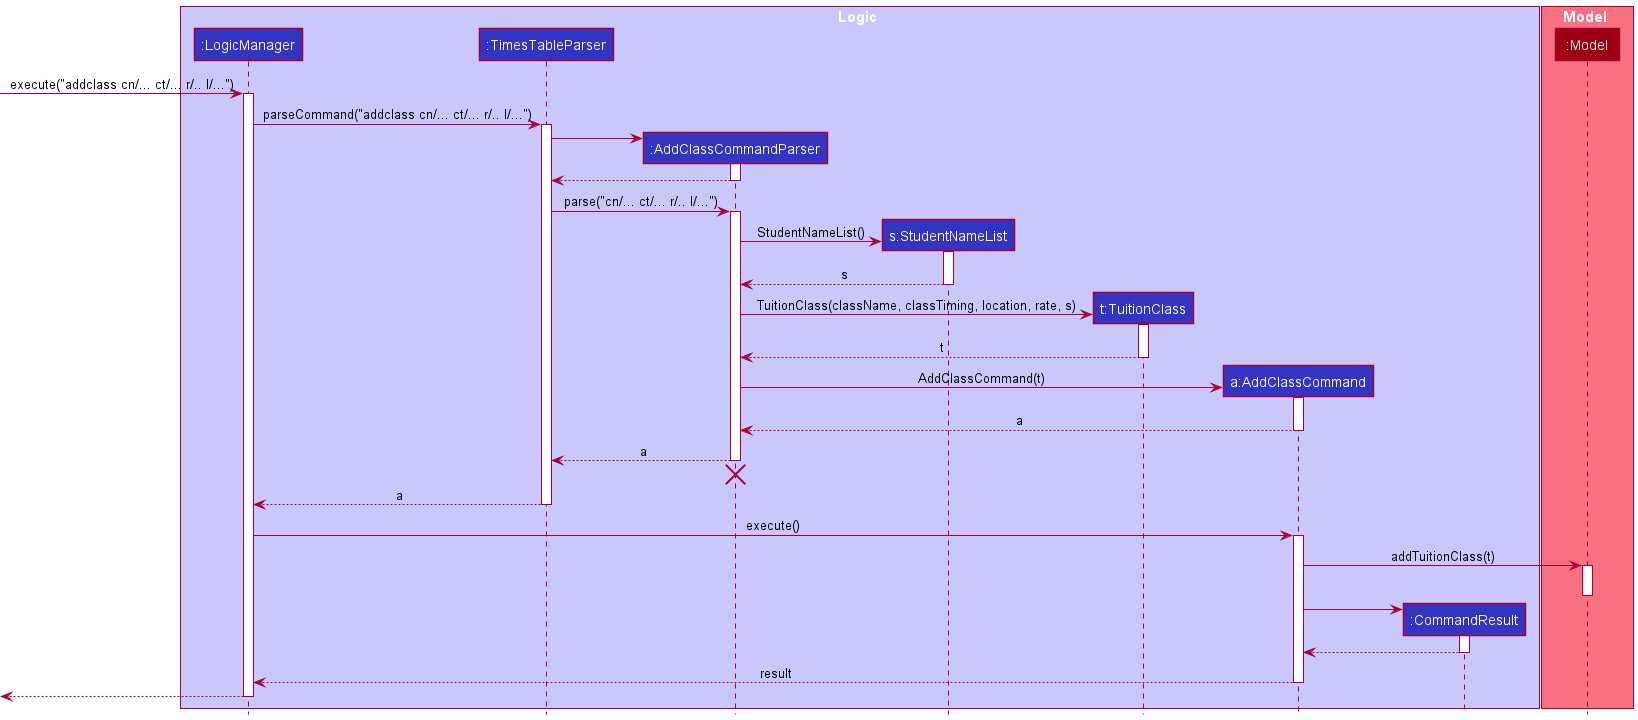 Logic
Model
:LogicManager
:TimesTableParser
:Model
execute("addclass cn/... ct/... r/.. l/...")
parseCommand("addclass cn/... ct/... r/.. l/...")
:AddClassCommandParser
parse("cn/... ct/... r/.. l/...")
StudentNameList()
s:StudentNameList
s
TuitionClass(className, classTiming, location, rate, s)
t:TuitionClass
t
AddClassCommand(t)
a:AddClassCommand
a
a
a
execute()
addTuitionClass(t)
:CommandResult
result